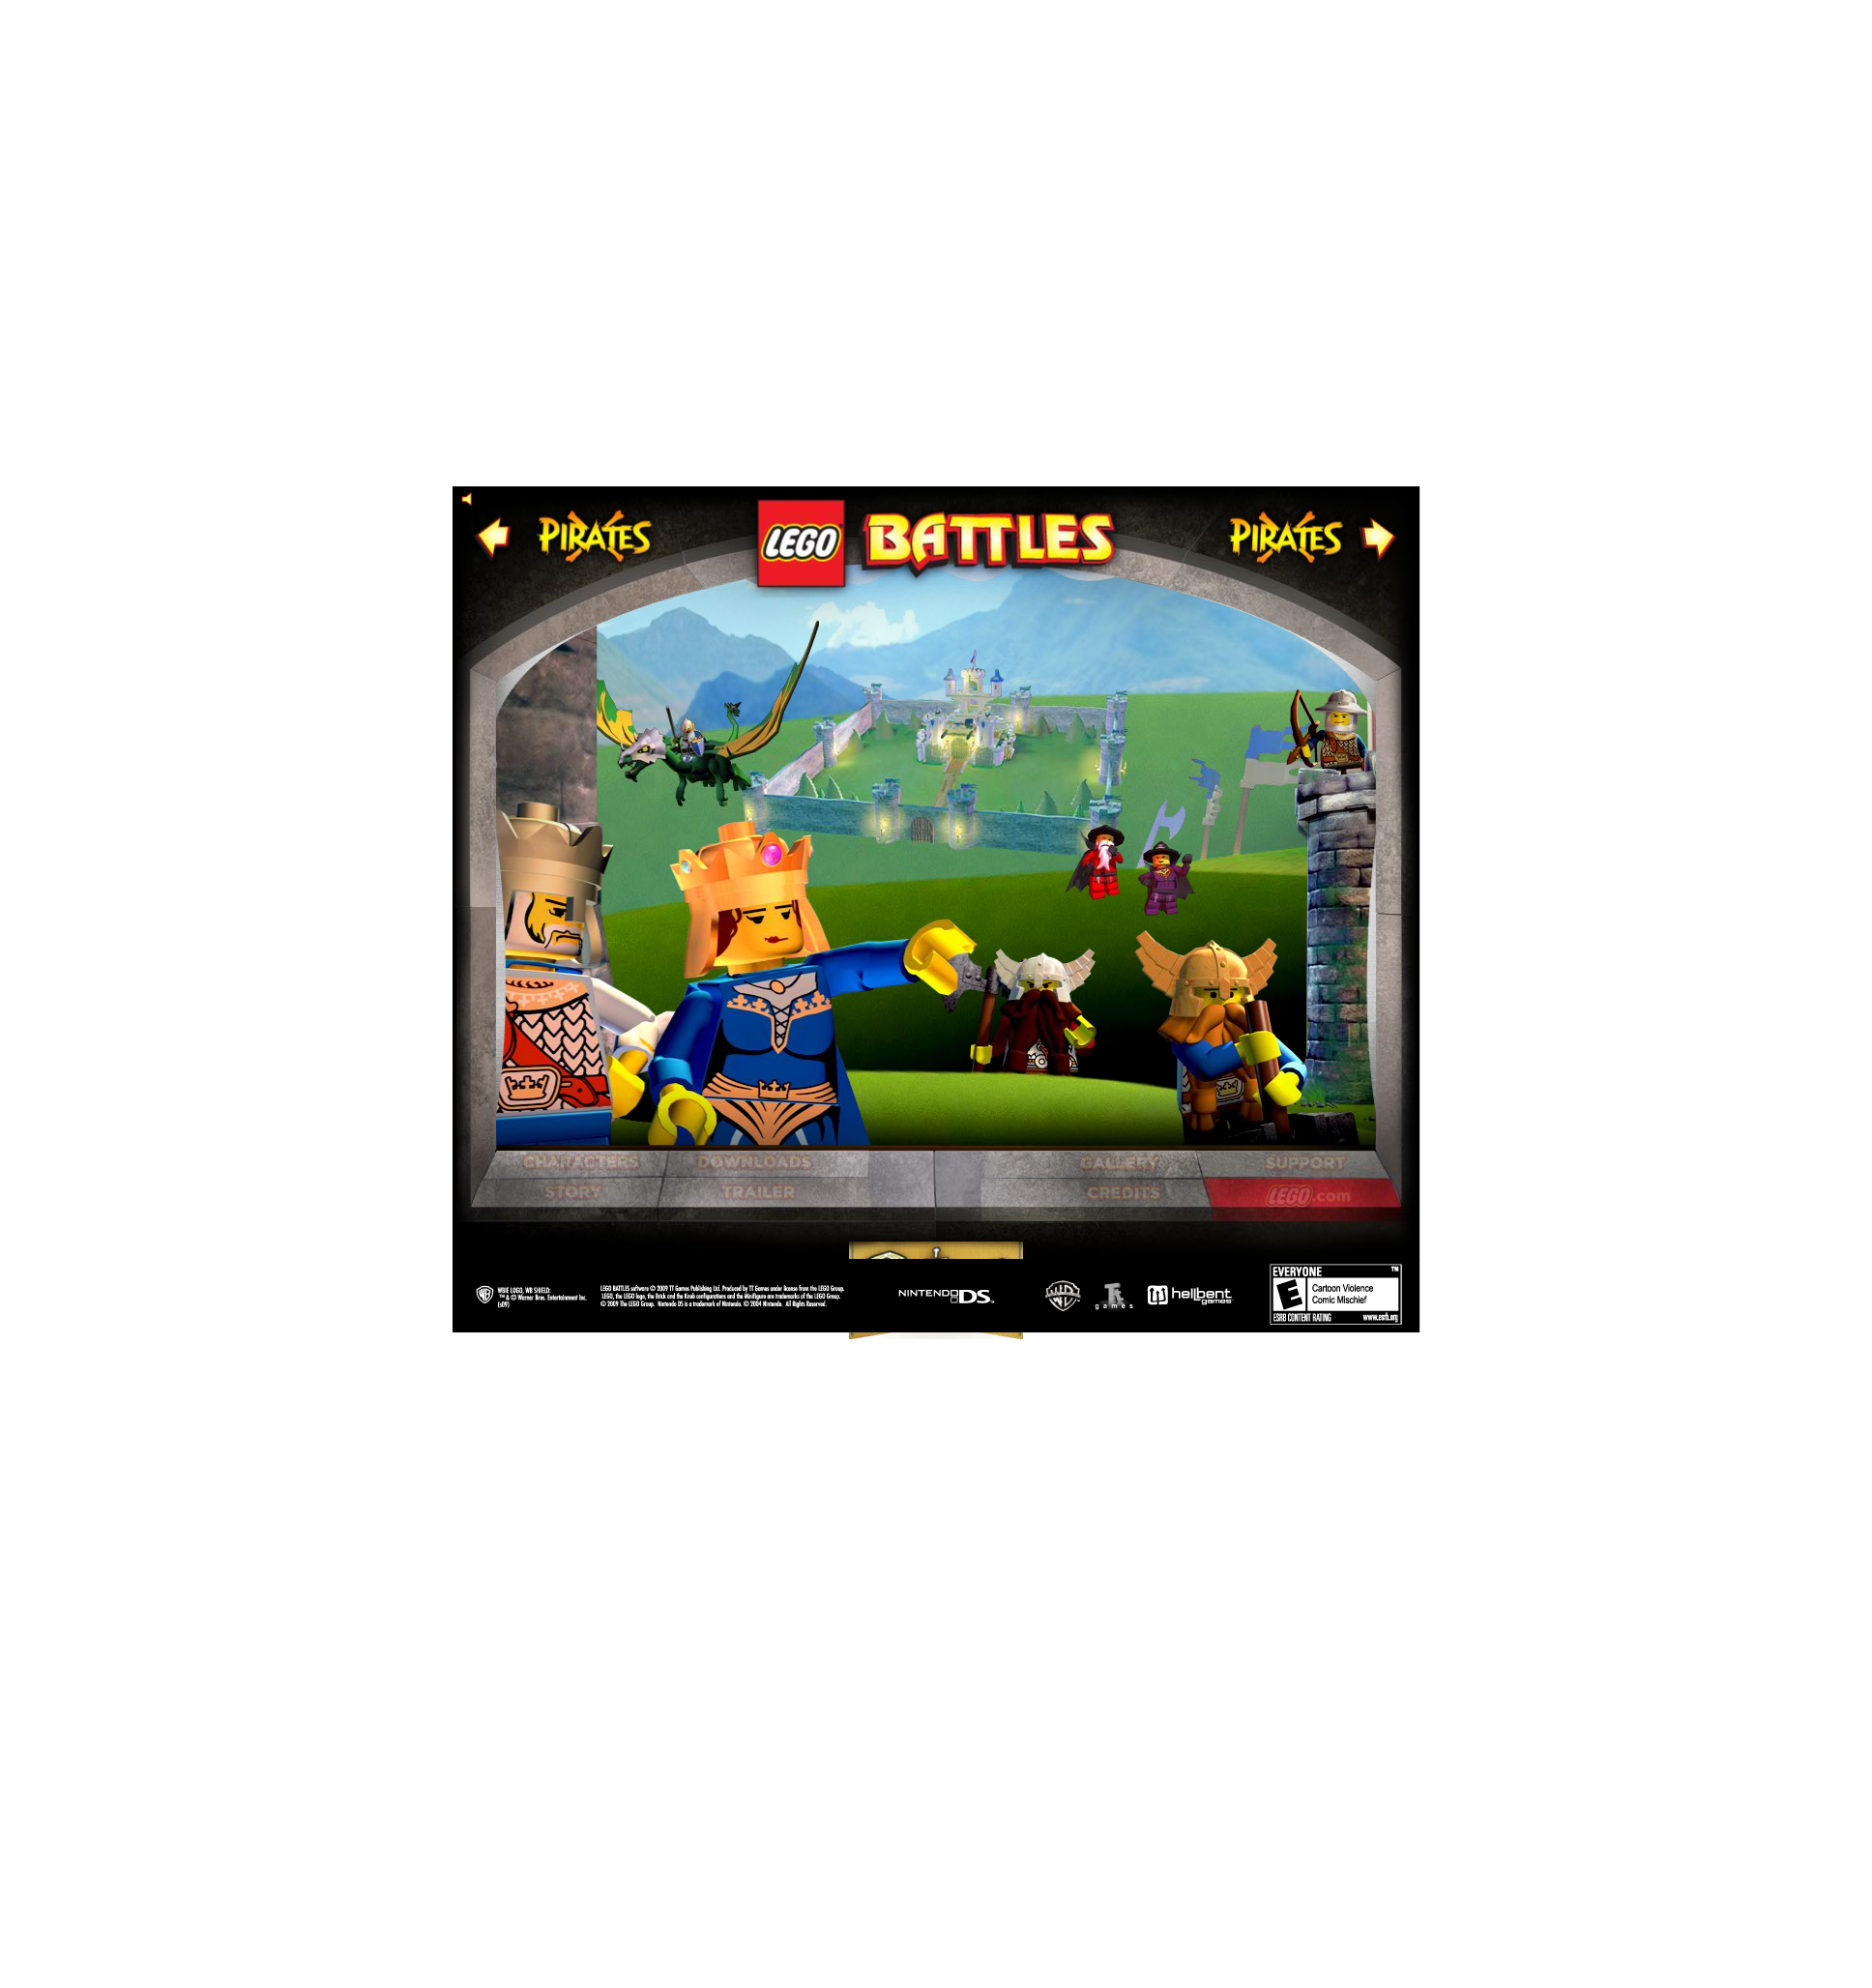 PIRATES
LEGO BATTLES
PIRATES
CHARACTERS
DOWNLOADS
GALLERY
SUPPORT
STORY
TRAILER
CREDITS
LEGO.com
WBIE LOGO, WB SHIELD:
™ & © Warner Bros. Entertainment Inc.
(s09)
LEGO BATTLES software © 2009 TT Games Publishing Ltd. Produced by TT Games under license from the LEGO Group.
LEGO, the LEGO logo, the Brick and the Knob configurations and the Minifigure are trademarks of the LEGO Group.
© 2009 The LEGO Group. Nintendo DS is a trademark of Nintendo. © 2004 Nintendo. All Rights Reserved.
NINTENDO DS™
games
hellbent
games
EVERYONE ™
E
Cartoon Violence
Comic Mischief
ESRB CONTENT RATING www.esrb.org